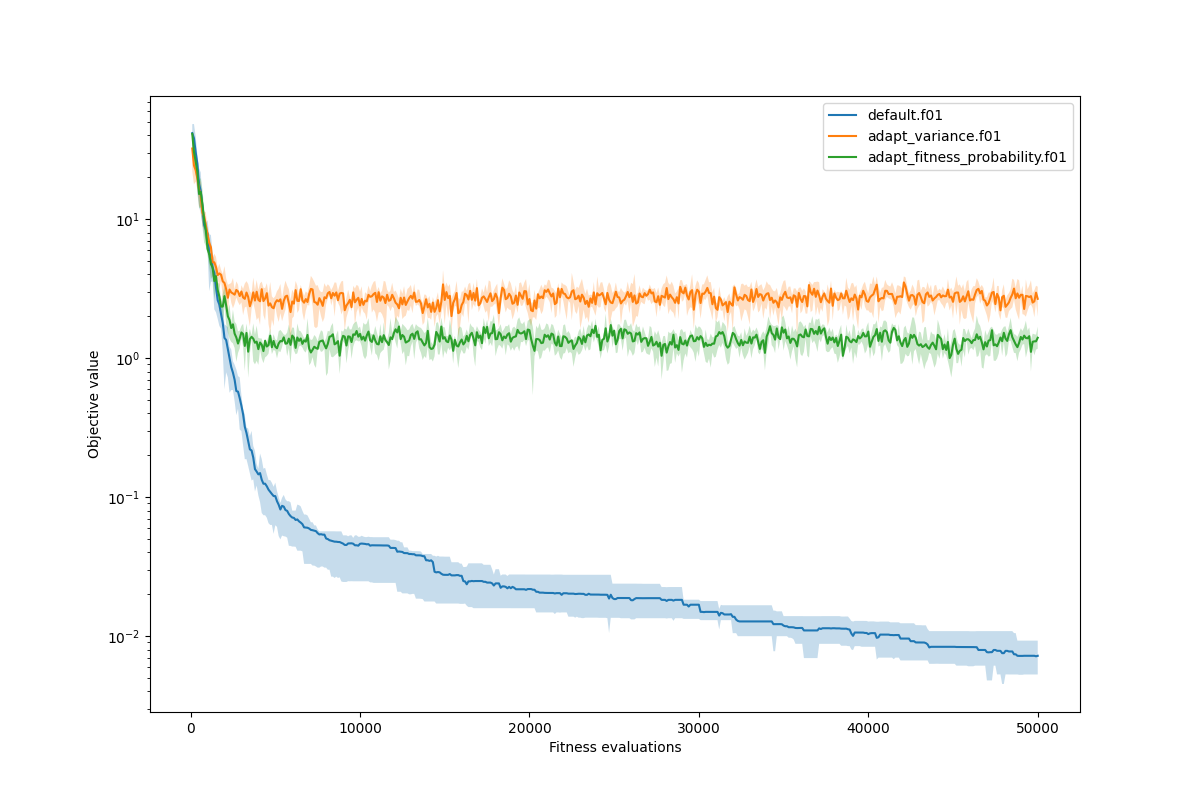 default.f01
adapt_variance.f01
adapt_fitness_probability.f01
10¹
10⁰
10⁻¹
10⁻²
Objective value
0 10000 20000 30000 40000 50000
Fitness evaluations